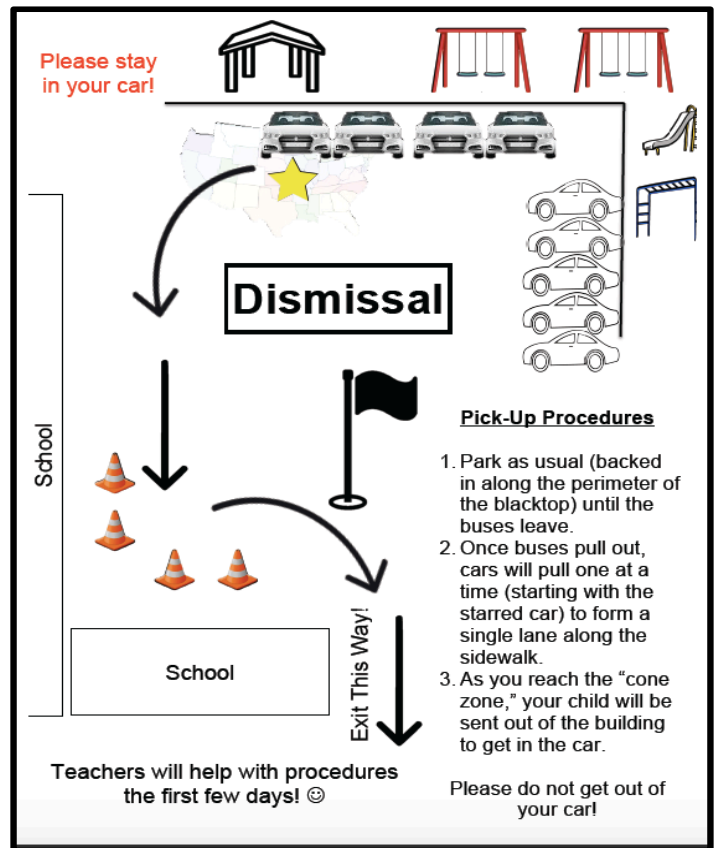 Please stay
in your car!
Dismissal
School
Pick-Up Procedures
1. Park as usual (backed
in along the perimeter of
the blacktop) until the
buses leave.
2. Once buses pull out,
cars will pull one at a
time (starting with the
starred car) to form a
single lane along the
sidewalk.
3. As you reach the “cone
zone,” your child will be
sent out of the building
to get in the car.
Please do not get out of
your car!
Exit This Way!
School
Teachers will help with procedures
the first few days! ☺